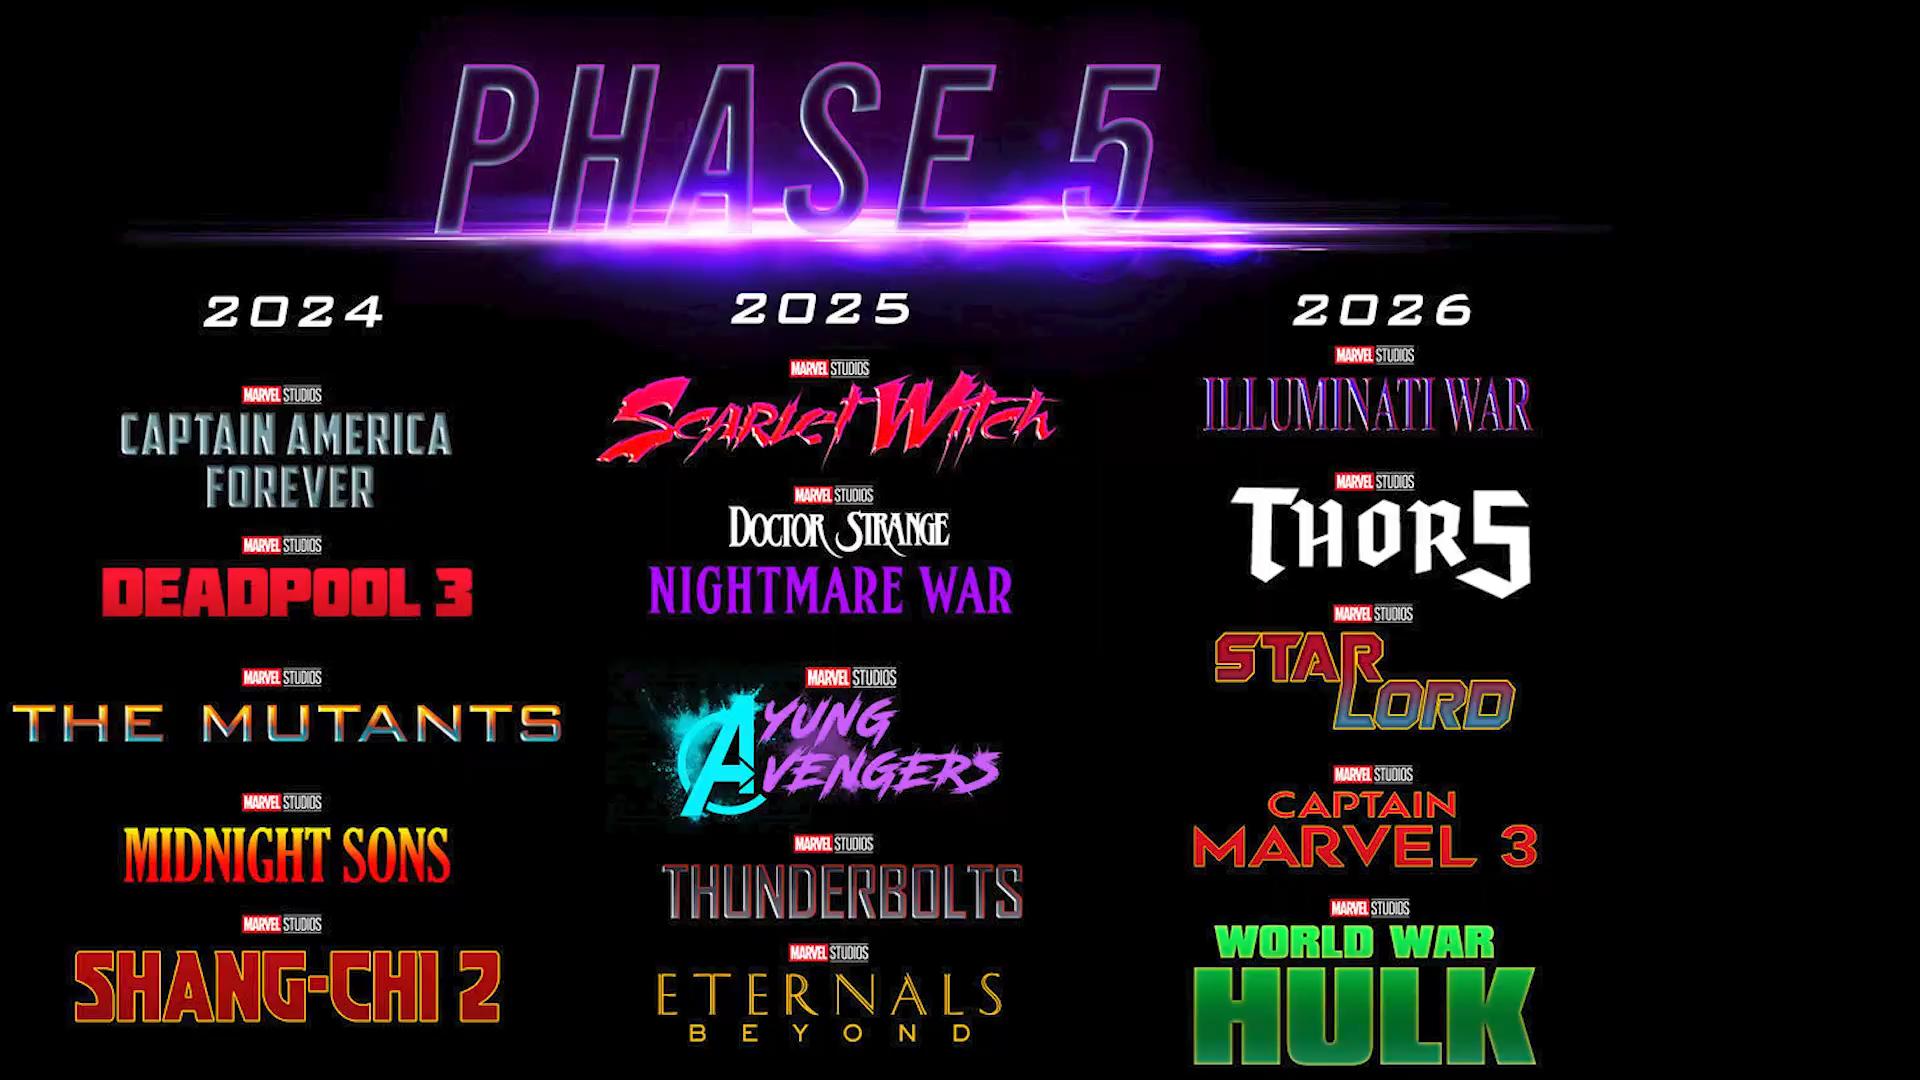 PHASE 5
2024
MARVEL STUDIOS
CAPTAIN AMERICA
FOREVER
MARVEL STUDIOS
DEADPOOL 3
MARVEL STUDIOS
THE MUTANTS
MARVEL STUDIOS
MIDNIGHT SONS
MARVEL STUDIOS
SHANG-CHI 2
2025
MARVEL STUDIOS
SCARLET WITCH
MARVEL STUDIOS
DOCTOR STRANGE
NIGHTMARE WAR
MARVEL STUDIOS
YUNG
AVENGERS
MARVEL STUDIOS
THUNDERBOLTS
MARVEL STUDIOS
ETERNALS
BEYOND
2026
MARVEL STUDIOS
ILLUMINATI WAR
MARVEL STUDIOS
THOR5
MARVEL STUDIOS
STAR
LORD
MARVEL STUDIOS
CAPTAIN
MARVEL 3
MARVEL STUDIOS
WORLD WAR
HULK